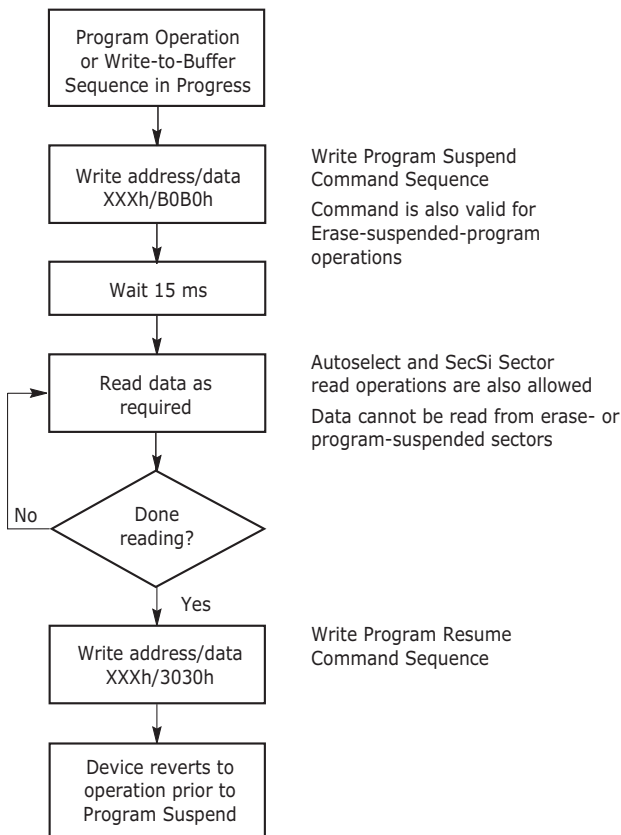 Program Operation
or Write-to-Buffer
Sequence in Progress
Write address/data
XXXh/B0B0h
Write Program Suspend
Command Sequence
Command is also valid for
Erase-suspended-program
operations
Wait 15 ms
Read data as
required
Autoselect and SecSi Sector
read operations are also allowed
Data cannot be read from erase- or
program-suspended sectors
No
Done
reading?
Yes
Write address/data
XXXh/3030h
Write Program Resume
Command Sequence
Device reverts to
operation prior to
Program Suspend